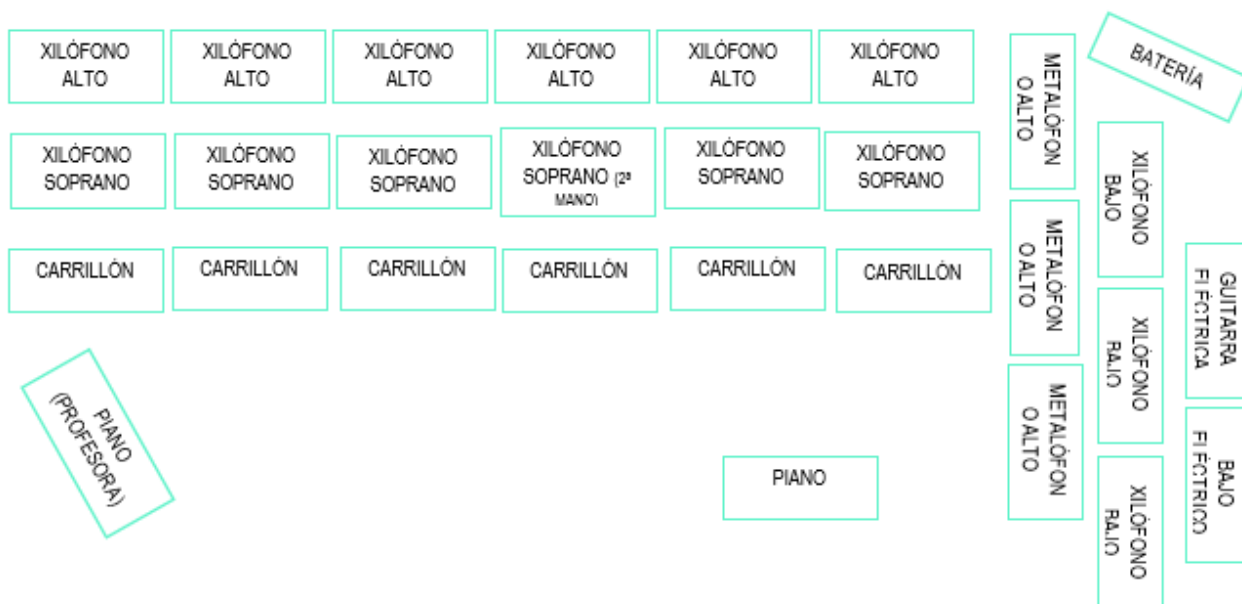 XILÓFONO
ALTO
XILÓFONO
ALTO
XILÓFONO
ALTO
XILÓFONO
ALTO
XILÓFONO
ALTO
XILÓFONO
ALTO
XILÓFONO
SOPRANO
XILÓFONO
SOPRANO
XILÓFONO
SOPRANO
XILÓFONO
SOPRANO (2ª
MANO)
XILÓFONO
SOPRANO
XILÓFONO
SOPRANO
CARRILLÓN
CARRILLÓN
CARRILLÓN
CARRILLÓN
CARRILLÓN
CARRILLÓN
PIANO
(PROFESORA)
PIANO
METALÓFON
O ALTO
METALÓFON
O ALTO
METALÓFON
O ALTO
BATERÍA
XILÓFONO
BAJO
XILÓFONO
BAJO
XILÓFONO
BAJO
GUITARRA
ELÉCTRICA
BAJO
ELÉCTRICO